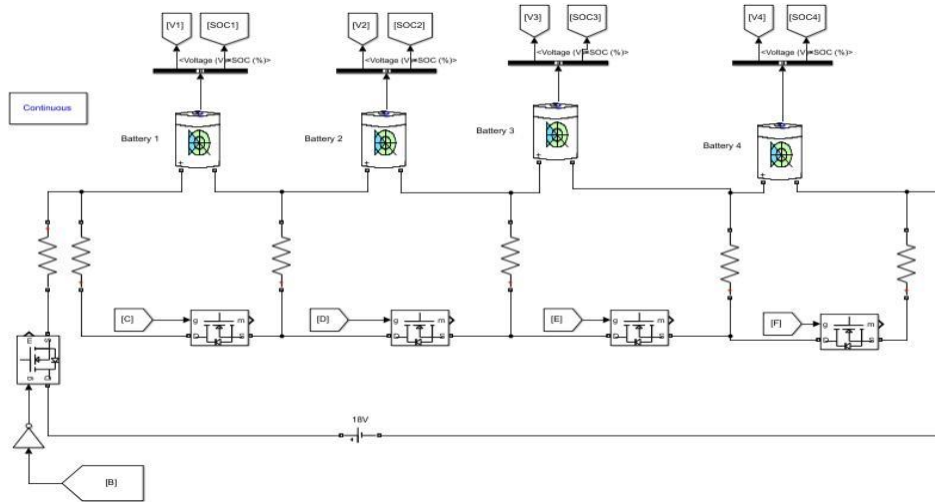 [V1] [SOC1] [V2] [SOC2] [V3] [SOC3] [V4] [SOC4]
<Voltage (V)=SOC (%)> <Voltage (V)=SOC (%)> <Voltage (V)=SOC (%)> <Voltage (V)=SOC (%)>
Continuous
Battery 1 Battery 2 Battery 3 Battery 4
[C] g m D S [D] g m D S [E] g m D S [F] g m D S
m S g D
18V
+
[B]